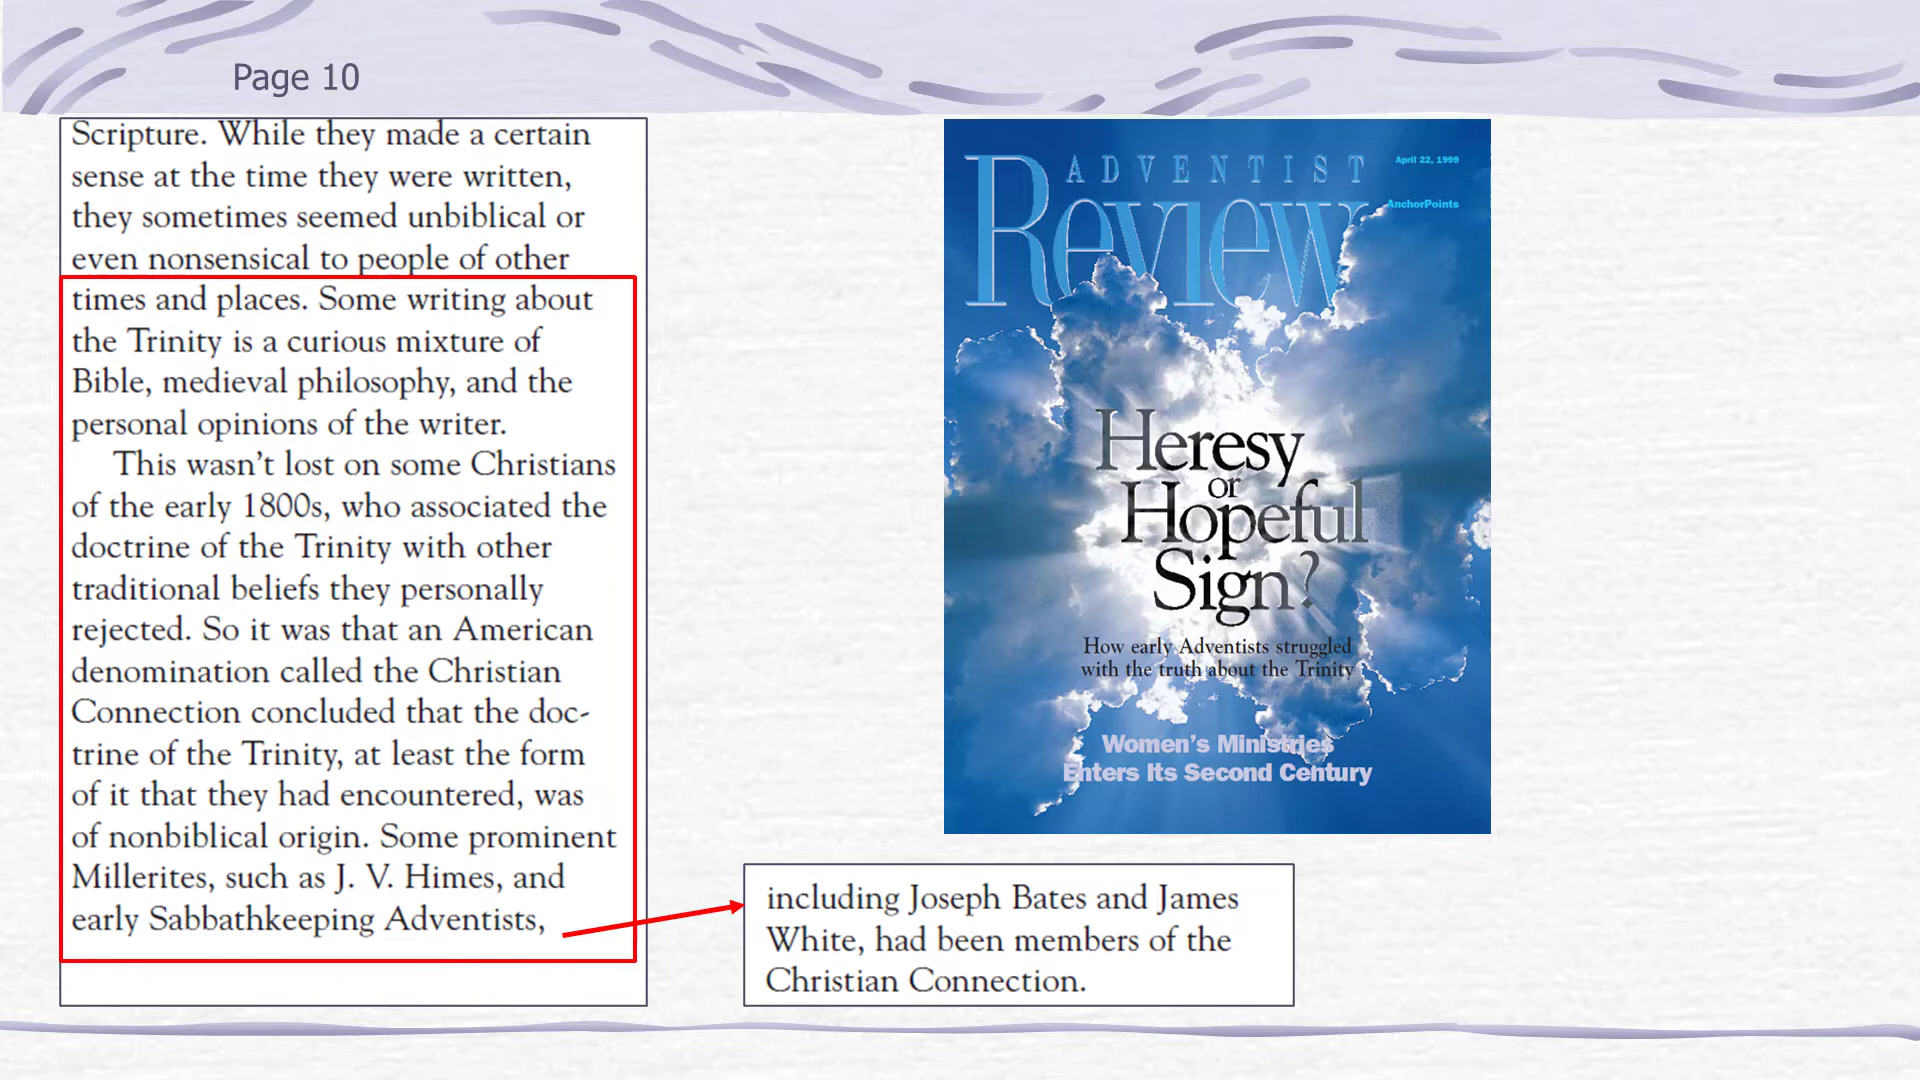 Page 10
Scripture. While they made a certain
sense at the time they were written,
they sometimes seemed unbiblical or
even nonsensical to people of other
times and places. Some writing about
the Trinity is a curious mixture of
Bible, medieval philosophy, and the
personal opinions of the writer.
This wasn't lost on some Christians
of the early 1800s, who associated the
doctrine of the Trinity with other
traditional beliefs they personally
rejected. So it was that an American
denomination called the Christian
Connection concluded that the doc-
trine of the Trinity, at least the form
of it that they had encountered, was
of nonbiblical origin. Some prominent
Millerites, such as J. V. Himes, and
early Sabbathkeeping Adventists,
including Joseph Bates and James
White, had been members of the
Christian Connection.
ADVENTIST
Review
April 22, 1999
AnchorPoints
Heresy
or
Hopeful
Sign?
How early Adventists struggled
with the truth about the Trinity
Women's Ministries
Enters Its Second Century